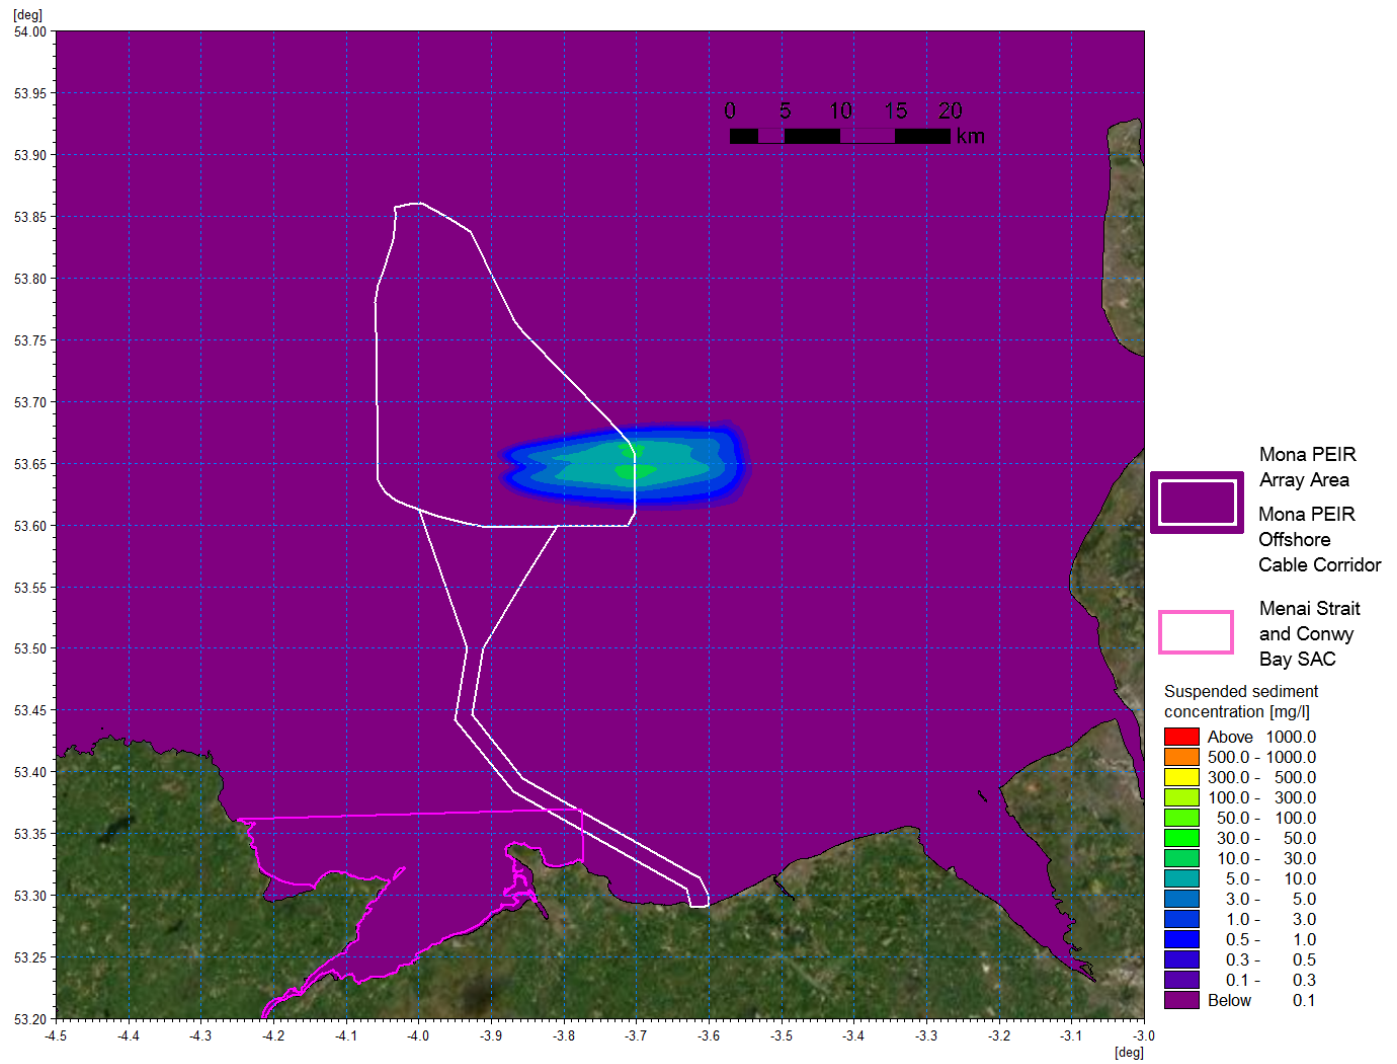 [deg]
54.00
53.95
53.90
53.85
53.80
53.75
53.70
53.65
53.60
53.55
53.50
53.45
53.40
53.35
53.30
53.25
53.20
-4.5 -4.4 -4.3 -4.2 -4.1 -4.0 -3.9 -3.8 -3.7 -3.6 -3.5 -3.4 -3.3 -3.2 -3.1 -3.0
[deg]
0 5 10 15 20
km
Mona PEIR
Array Area
Mona PEIR
Offshore
Cable Corridor
Menai Strait
and Conwy
Bay SAC
Suspended sediment
concentration [mg/l]
Above 1000.0
500.0 - 1000.0
300.0 - 500.0
100.0 - 300.0
50.0 - 100.0
30.0 - 50.0
10.0 - 30.0
5.0 - 10.0
3.0 - 5.0
1.0 - 3.0
0.5 - 1.0
0.3 - 0.5
0.1 - 0.3
Below 0.1